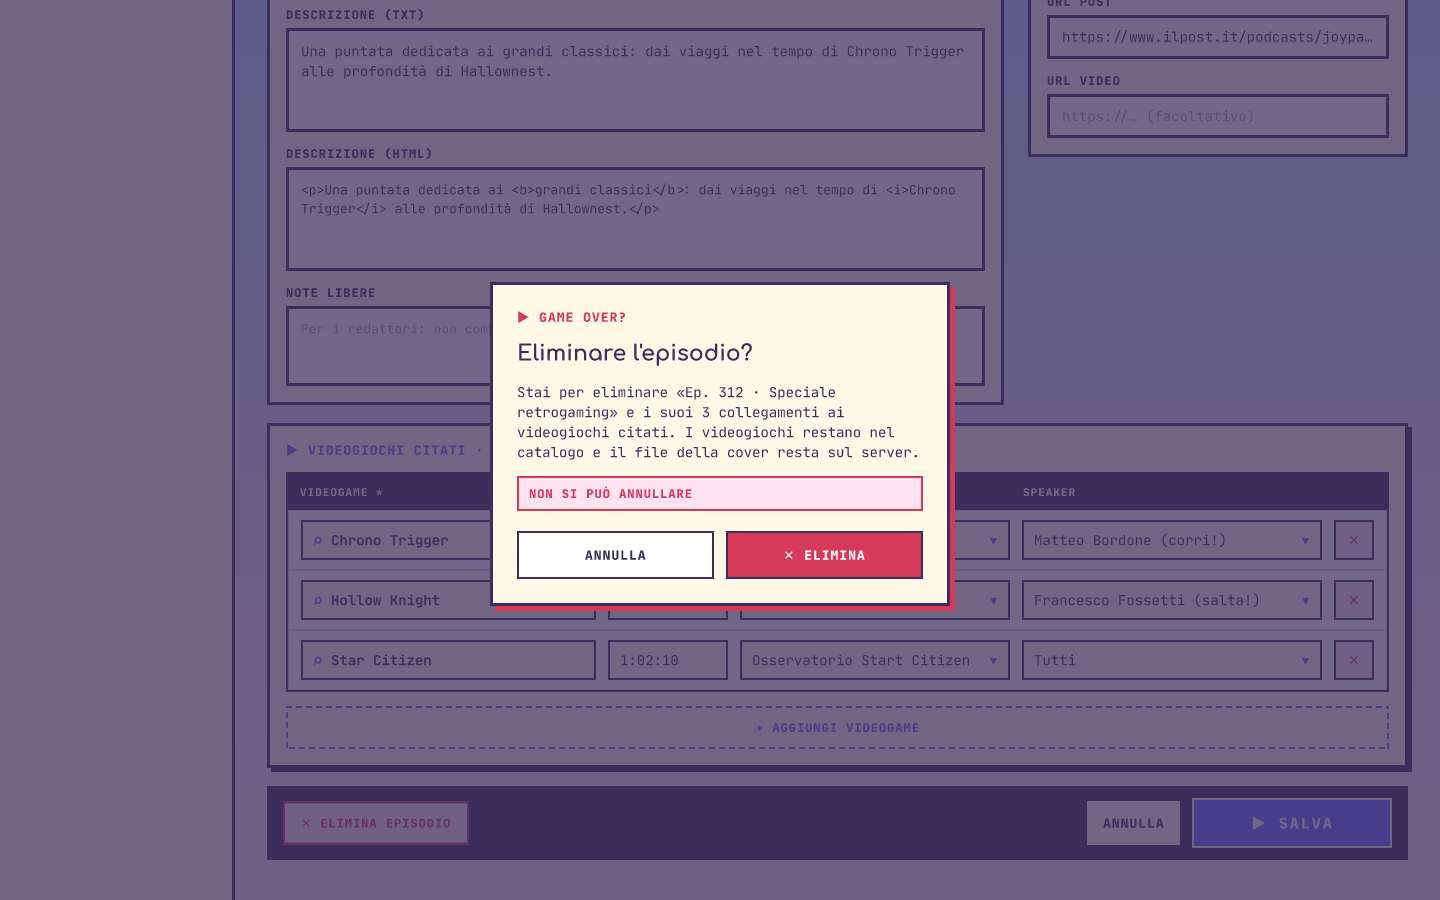 DESCRIZIONE (TXT)
Una puntata dedicata ai grandi classici: dai viaggi nel tempo di Chrono Trigger
alle profondità di Hallownest.
DESCRIZIONE (HTML)
<p>Una puntata dedicata ai <b>grandi classici</b>: dai viaggi nel tempo di <i>Chrono
Trigger</i> alle profondità di Hallownest.</p>
NOTE LIBERE
Per i redattori: non
URL POST
https://www.ilpost.it/podcasts/joypa…
URL VIDEO
https://… (facoltativo)
▶ GAME OVER?
Eliminare l'episodio?
Stai per eliminare «Ep. 312 · Speciale
retrogaming» e i suoi 3 collegamenti ai
videogiochi citati. I videogiochi restano nel
catalogo e il file della cover resta sul server.
NON SI PUÒ ANNULLARE
ANNULLA
✕ ELIMINA
▶ VIDEOGIOCHI CITATI ·
VIDEOGAME *
SPEAKER
Chrono Trigger
Matteo Bordone (corri!) ▼
✕
Hollow Knight
Francesco Fossetti (salta!) ▼
✕
Star Citizen
1:02:10
Osservatorio Start Citizen ▼
Tutti ▼
✕
+ AGGIUNGI VIDEOGAME
✕ ELIMINA EPISODIO
ANNULLA
▶ SALVA